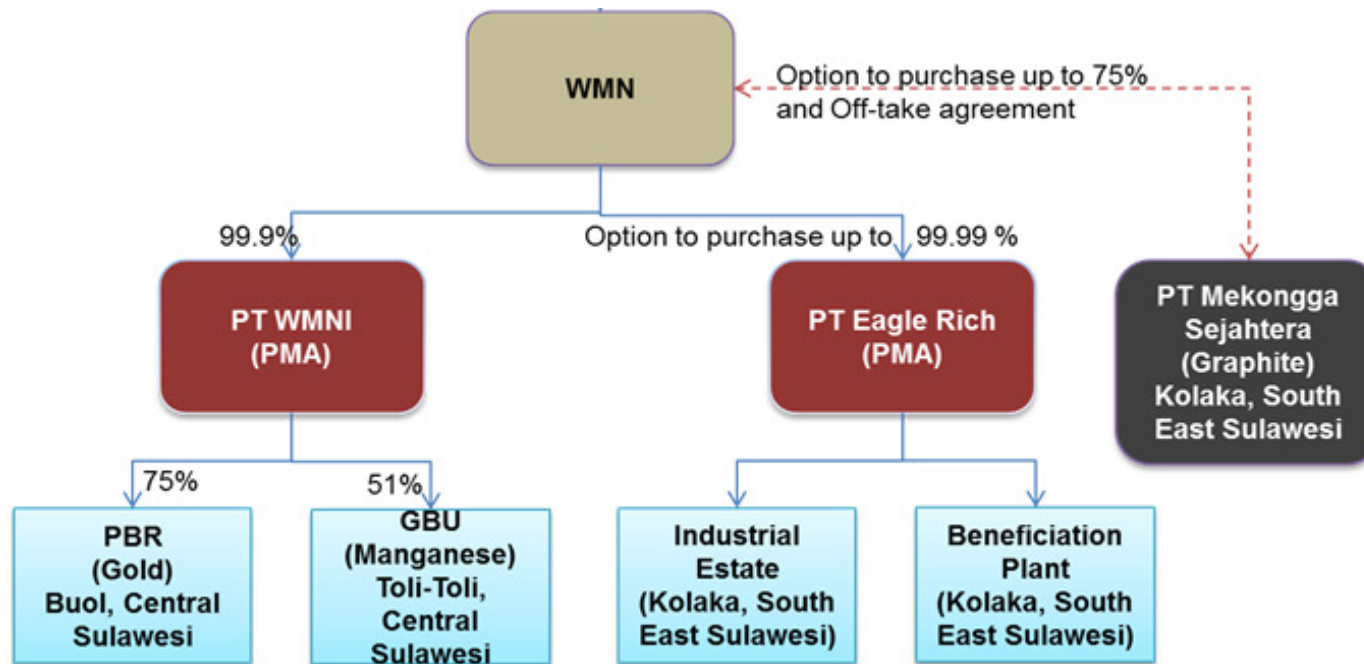 WMN
Option to purchase up to 75%
and Off-take agreement
99.9%
Option to purchase up to
99.99 %
PT WMNI
(PMA)
PT Eagle Rich
(PMA)
PT Mekongga
Sejahtera
(Graphite)
Kolaka, South
East Sulawesi
75%
51%
PBR
(Gold)
Buol, Central
Sulawesi
GBU
(Manganese)
Toli-Toli,
Central
Sulawesi
Industrial
Estate
(Kolaka, South
East Sulawesi)
Beneficiation
Plant
(Kolaka, South
East Sulawesi)